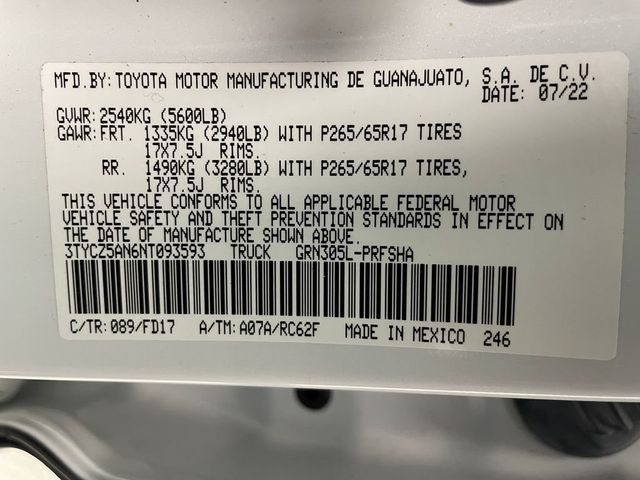 MFD.BY:TOYOTA MOTOR MANUFACTURING DE GUANAJUATO, S.A. DE C.V.
DATE: 07/22
GVWR:2540KG (5600LB)
GAWR:FRT. 1335KG (2940LB) WITH P265/65R17 TIRES
17X7.5J RIMS.
RR. 1490KG (3280LB) WITH P265/65R17 TIRES,
17X7.5J RIMS.
THIS VEHICLE CONFORMS TO ALL APPLICABLE FEDERAL MOTOR
VEHICLE SAFETY AND THEFT PREVENTION STANDARDS IN EFFECT ON
THE DATE OF MANUFACTURE SHOWN ABOVE.
3TYCZ5AN6NT093593 TRUCK GRN305L-PRFSHA
C/TR:089/FD17 A/TM:A07A/RC62F MADE IN MEXICO 246